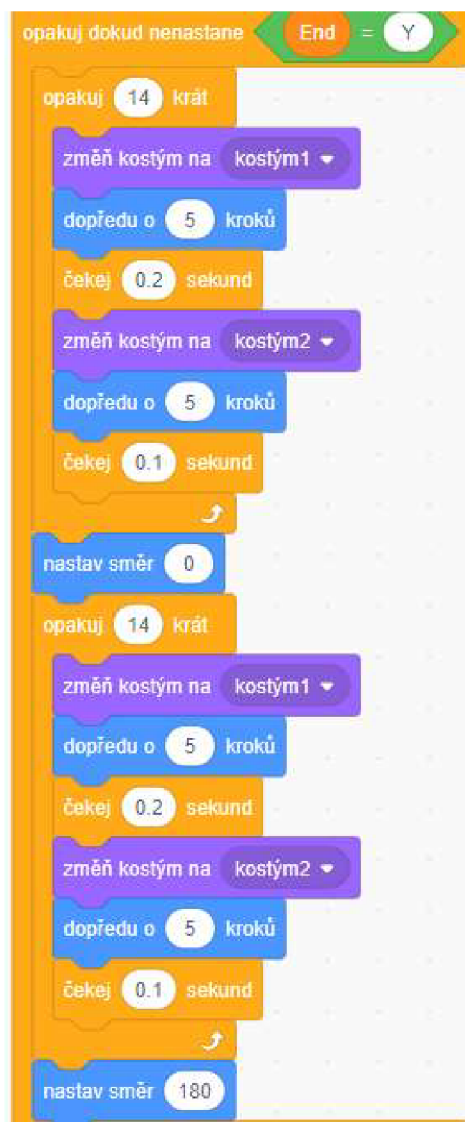 opakuj dokud nenastane End = Y
opakuj 14 krát
změň kostým na kostým1
dopředu o 5 kroků
čekej 0.2 sekund
změň kostým na kostým2
dopředu o 5 kroků
čekej 0.1 sekund
nastav směr 0
opakuj 14 krát
změň kostým na kostým1
dopředu o 5 kroků
čekej 0.2 sekund
změň kostým na kostým2
dopředu o 5 kroků
čekej 0.1 sekund
nastav směr 180